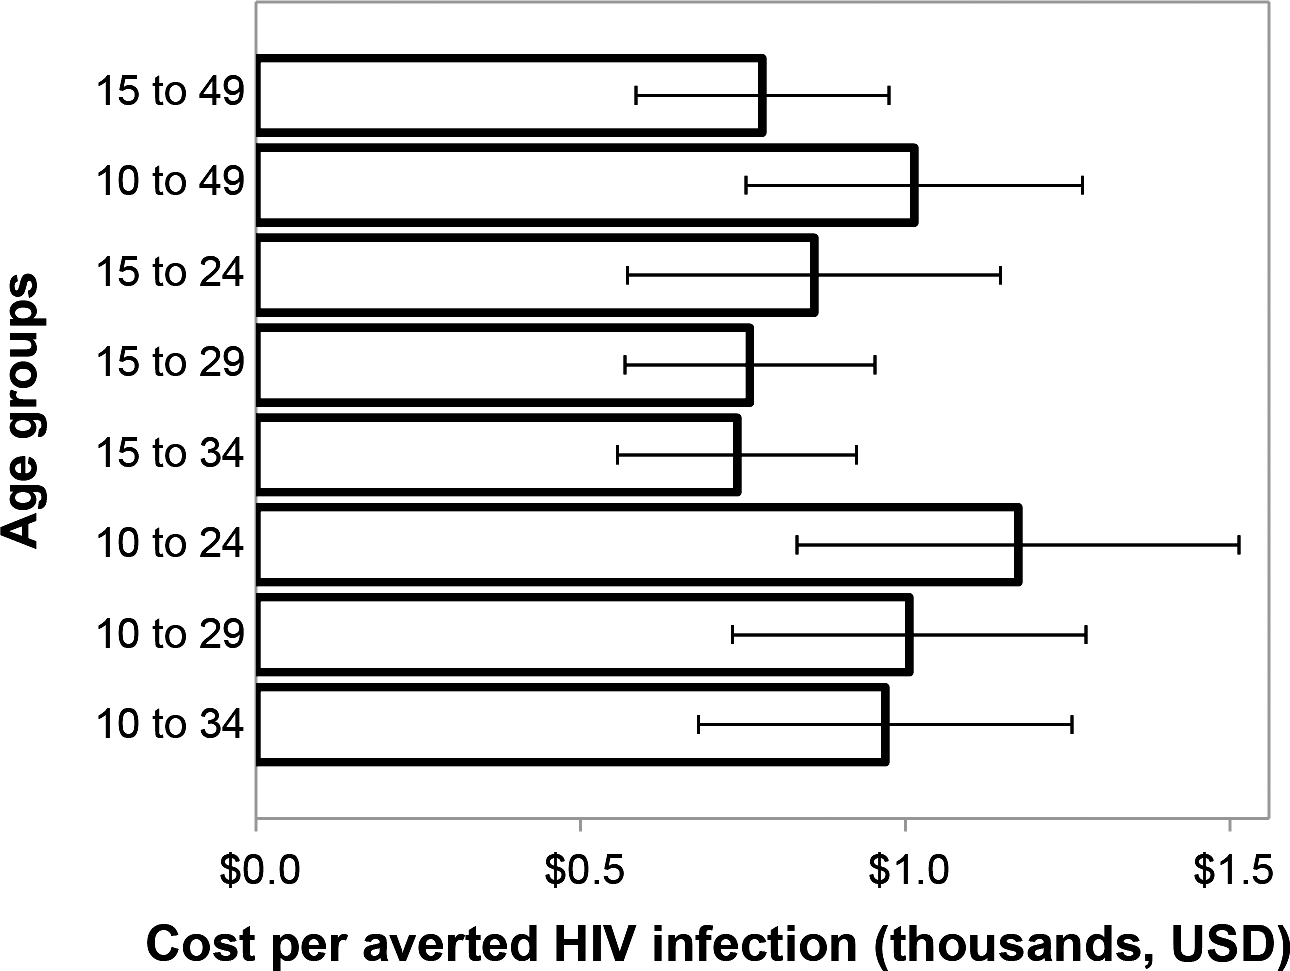 Age groups
15 to 49
10 to 49
15 to 24
15 to 29
15 to 34
10 to 24
10 to 29
10 to 34
$0.0 $0.5 $1.0 $1.5
Cost per averted HIV infection (thousands, USD)